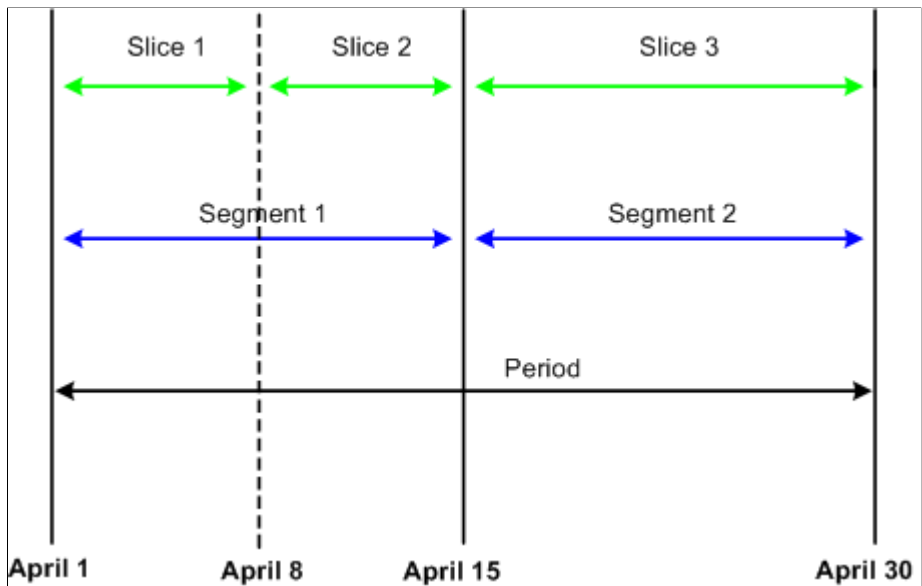 Slice 1
Slice 2
Slice 3
Segment 1
Segment 2
Period
April 1
April 8
April 15
April 30